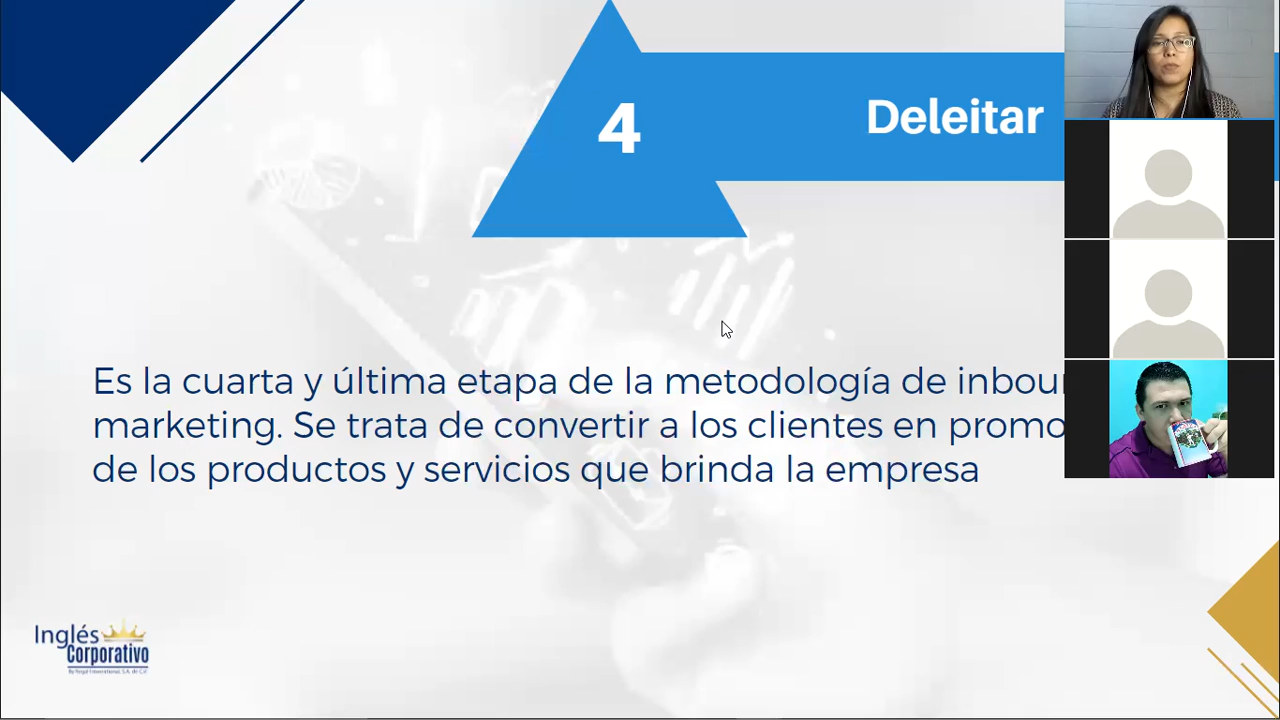 4
Deleitar
Es la cuarta y última etapa de la metodología de
marketing. Se trata de convertir a los clientes en
de los productos y servicios que brinda la empresa
Inglés
Corporativo